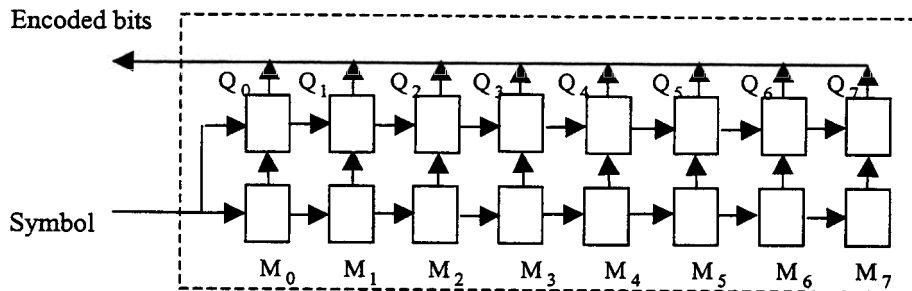 Encoded bits
Q0 Q1 Q2 Q3 Q4 Q5 Q6 Q7
Symbol
M0 M1 M2 M3 M4 M5 M6 M7